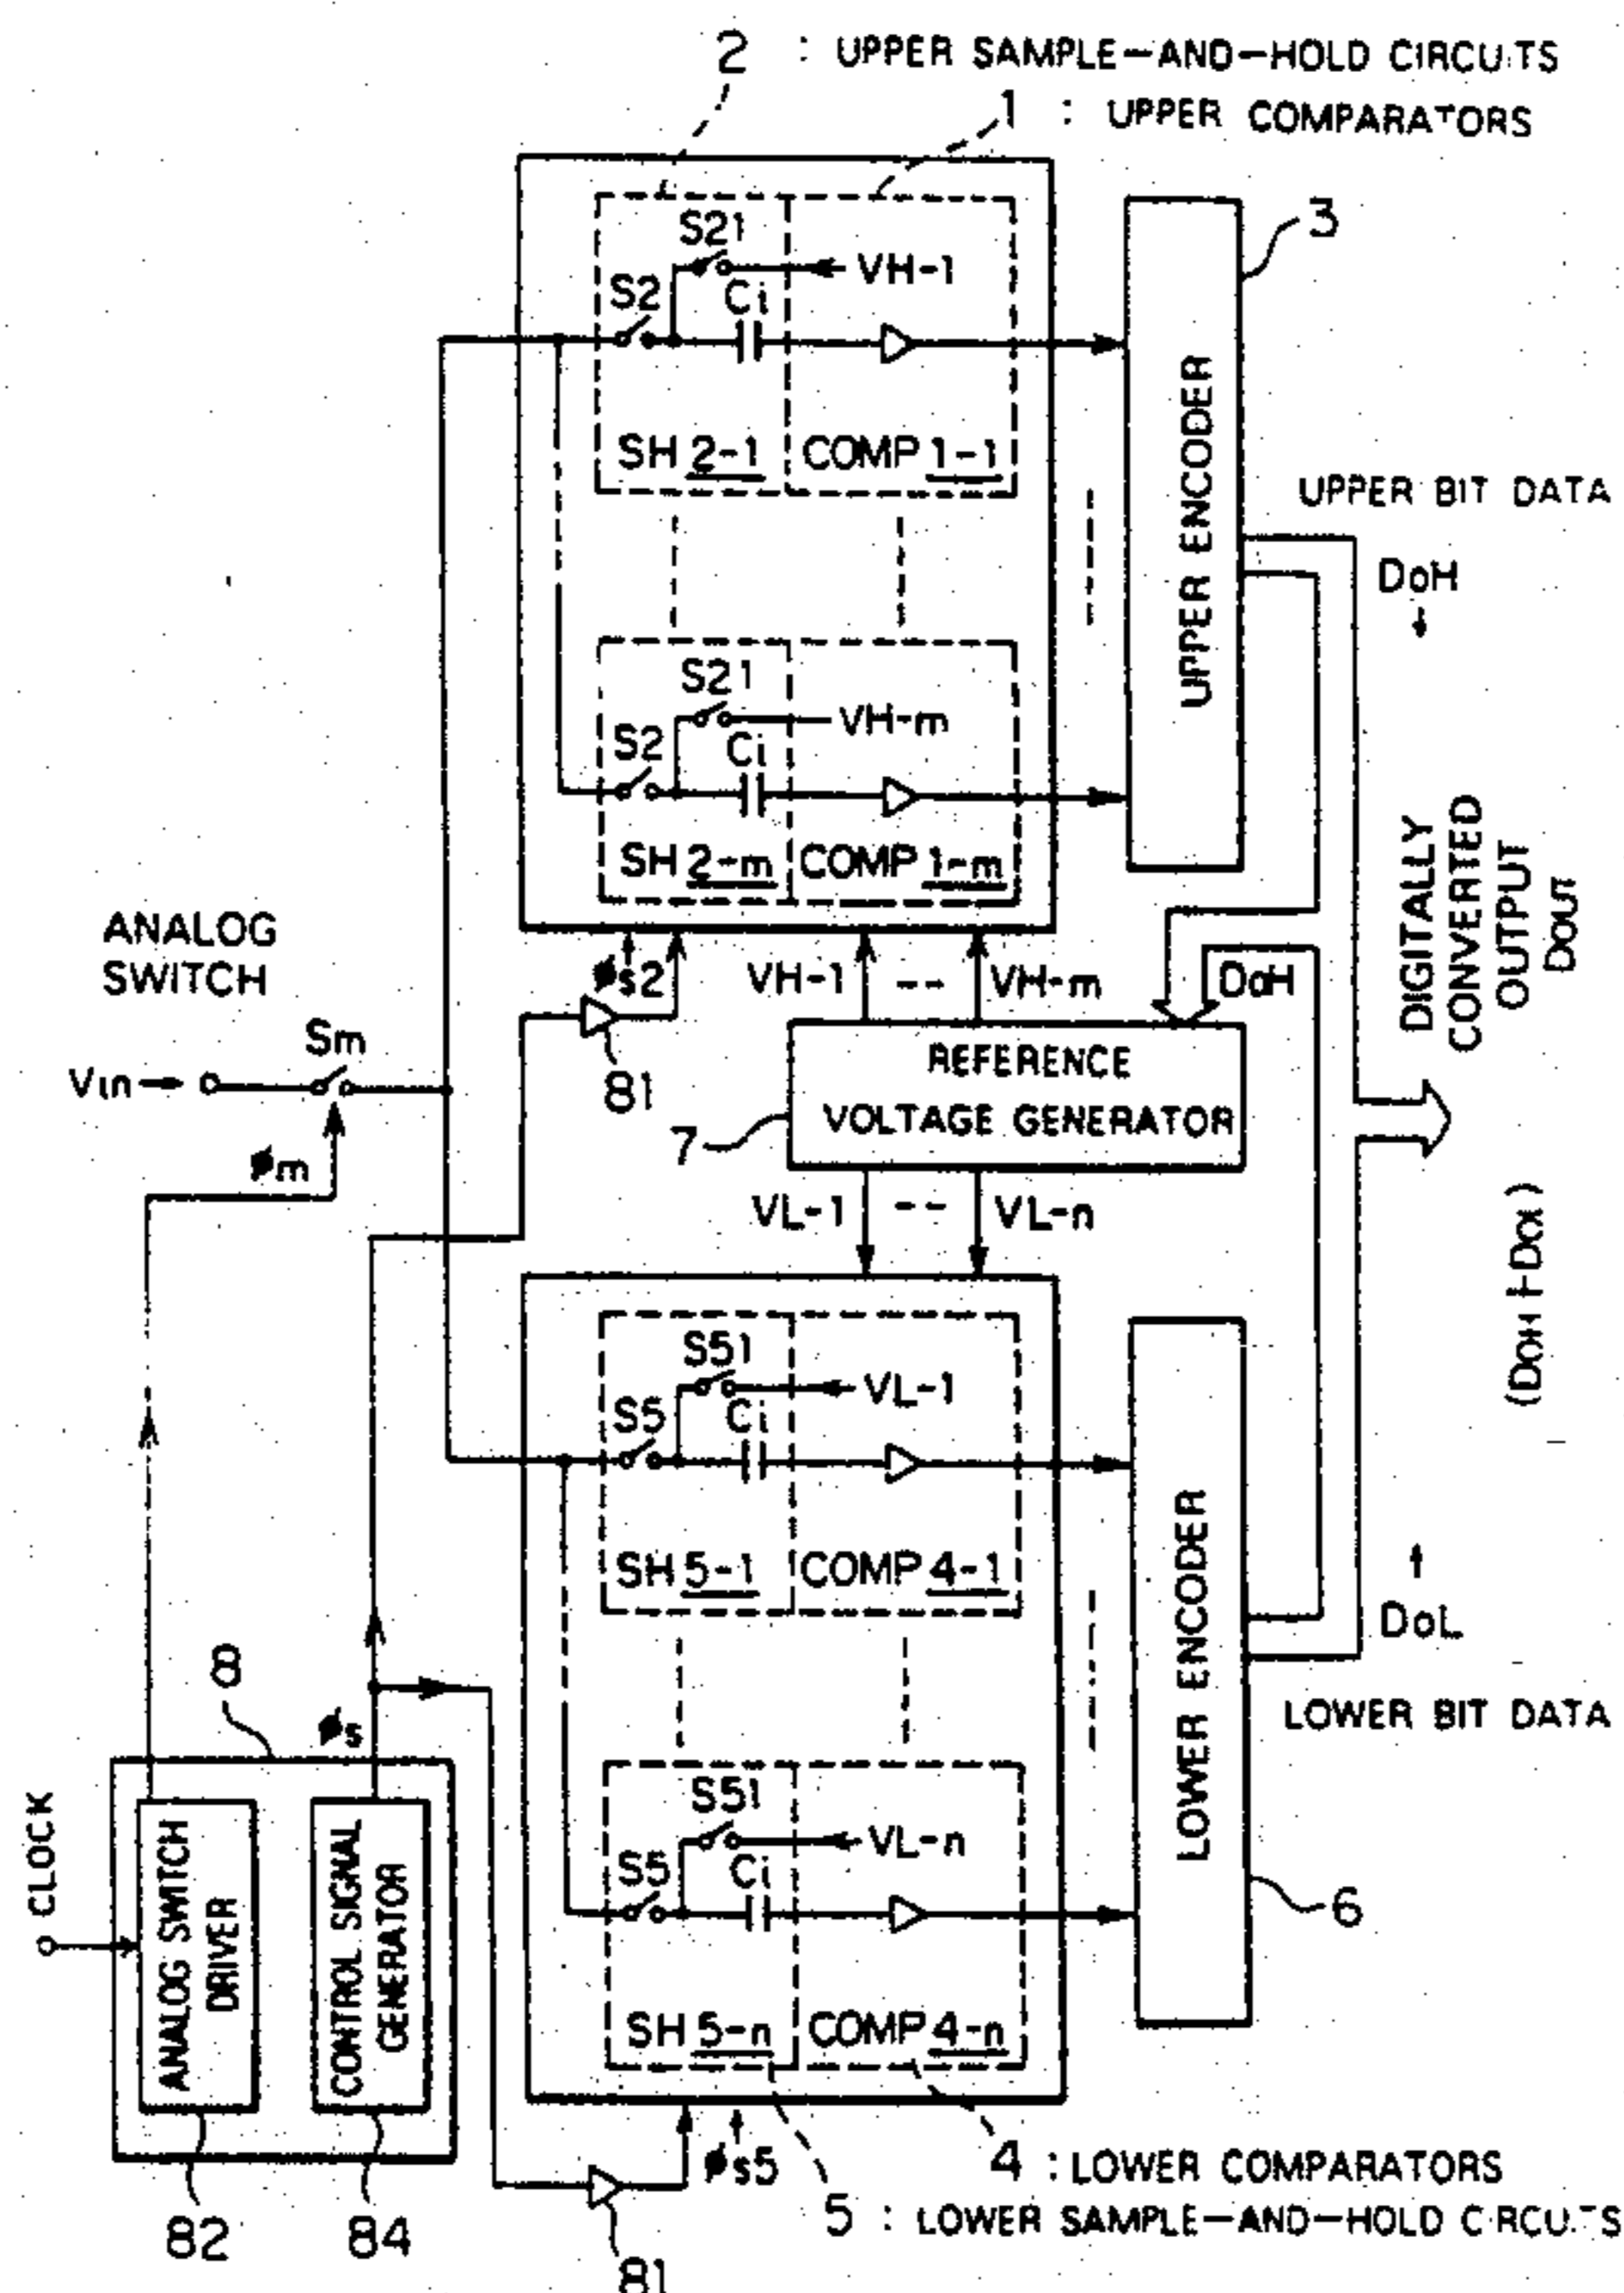 2 : UPPER SAMPLE-AND-HOLD CIRCUITS
1 : UPPER COMPARATORS
3
S21
VH-1
S2
Ci
SH 2-1
COMP 1-1
UPPER ENCODER
UPPER BIT DATA
DoH
S21
VH-m
S2
Ci
SH 2-m
COMP 1-m
ANALOG
SWITCH
φs2
VH-1
--
VH-m
DoH
DIGITALLY
CONVERTED
OUTPUT
DOUT
Vin
Sm
φm
81
7
REFERENCE
VOLTAGE GENERATOR
VL-1
--
VL-n
(DOH+DOL)
S51
VL-1
S5
Ci
SH 5-1
COMP 4-1
LOWER ENCODER
DoL
LOWER BIT DATA
8
φs
S51
VL-n
S5
Ci
6
CLOCK
ANALOG SWITCH
DRIVER
CONTROL SIGNAL
GENERATOR
SH 5-n
COMP 4-n
82
84
81
φs5
4 : LOWER COMPARATORS
5 : LOWER SAMPLE-AND-HOLD CIRCUITS